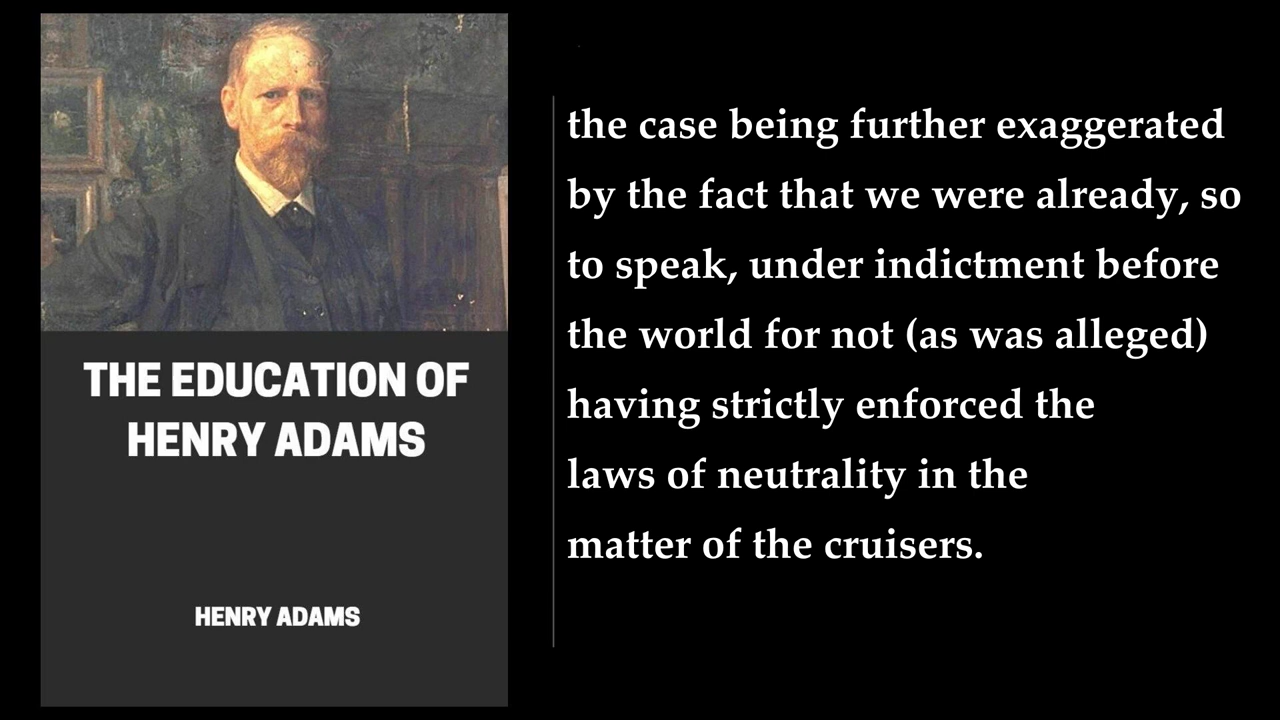 THE EDUCATION OF
HENRY ADAMS
HENRY ADAMS
the case being further exaggerated
by the fact that we were already, so
to speak, under indictment before
the world for not (as was alleged)
having strictly enforced the
laws of neutrality in the
matter of the cruisers.